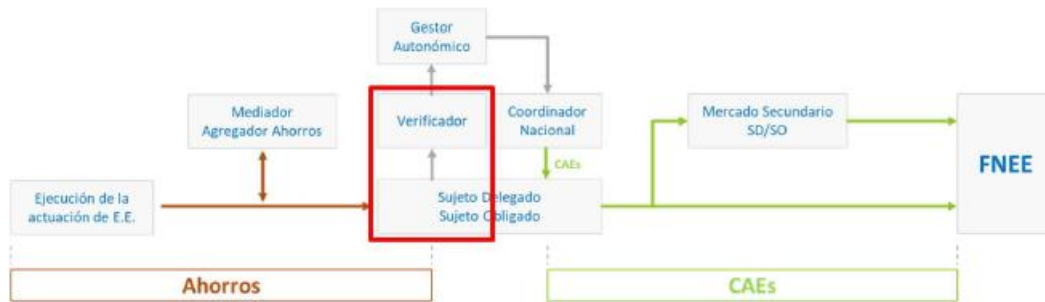 Gestor
Autonómico
Mediador
Agregador Ahorros
Verificador
Coordinador
Nacional
Mercado Secundario
SD/SO
FNEE
CAEs
Ejecución de la
actuación de E.E.
Sujeto Delegado
Sujeto Obligado
Ahorros
CAEs